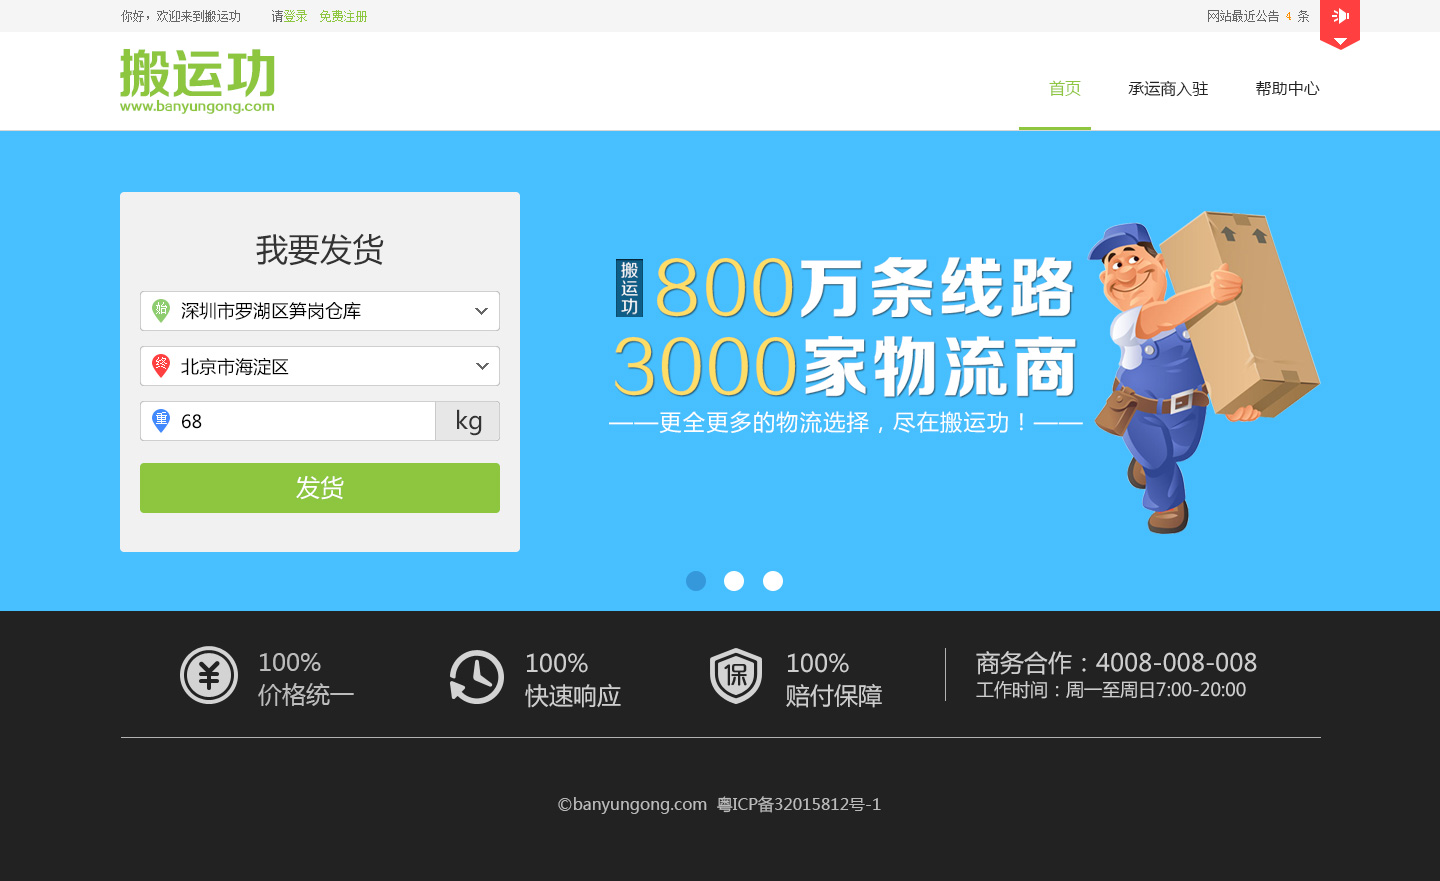 你好，欢迎来到搬运功 请登录 免费注册
网站最近公告 4 条
搬运功
www.banyungong.com
首页 承运商入驻 帮助中心
我要发货
始 深圳市罗湖区笋岗仓库
终 北京市海淀区
重 68 kg
发货
搬运功 800万条线路
3000家物流商
——更全更多的物流选择，尽在搬运功！——
¥ 100%
价格统一
100%
快速响应
保 100%
赔付保障
商务合作：4008-008-008
工作时间：周一至周日7:00-20:00
©banyungong.com 粤ICP备32015812号-1